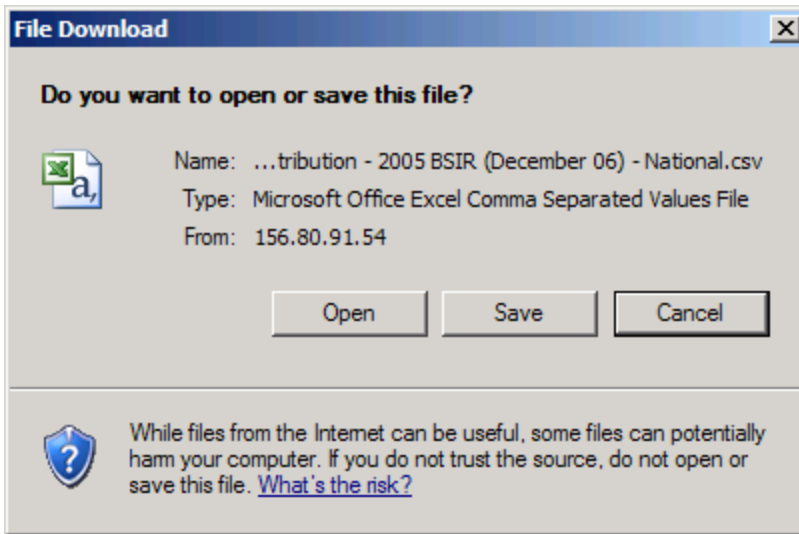 File Download
Do you want to open or save this file?
Name: ...tribution - 2005 BSIR (December 06) - National.csv
Type: Microsoft Office Excel Comma Separated Values File
From: 156.80.91.54
Open Save Cancel
While files from the Internet can be useful, some files can potentially
harm your computer. If you do not trust the source, do not open or
save this file. What's the risk?